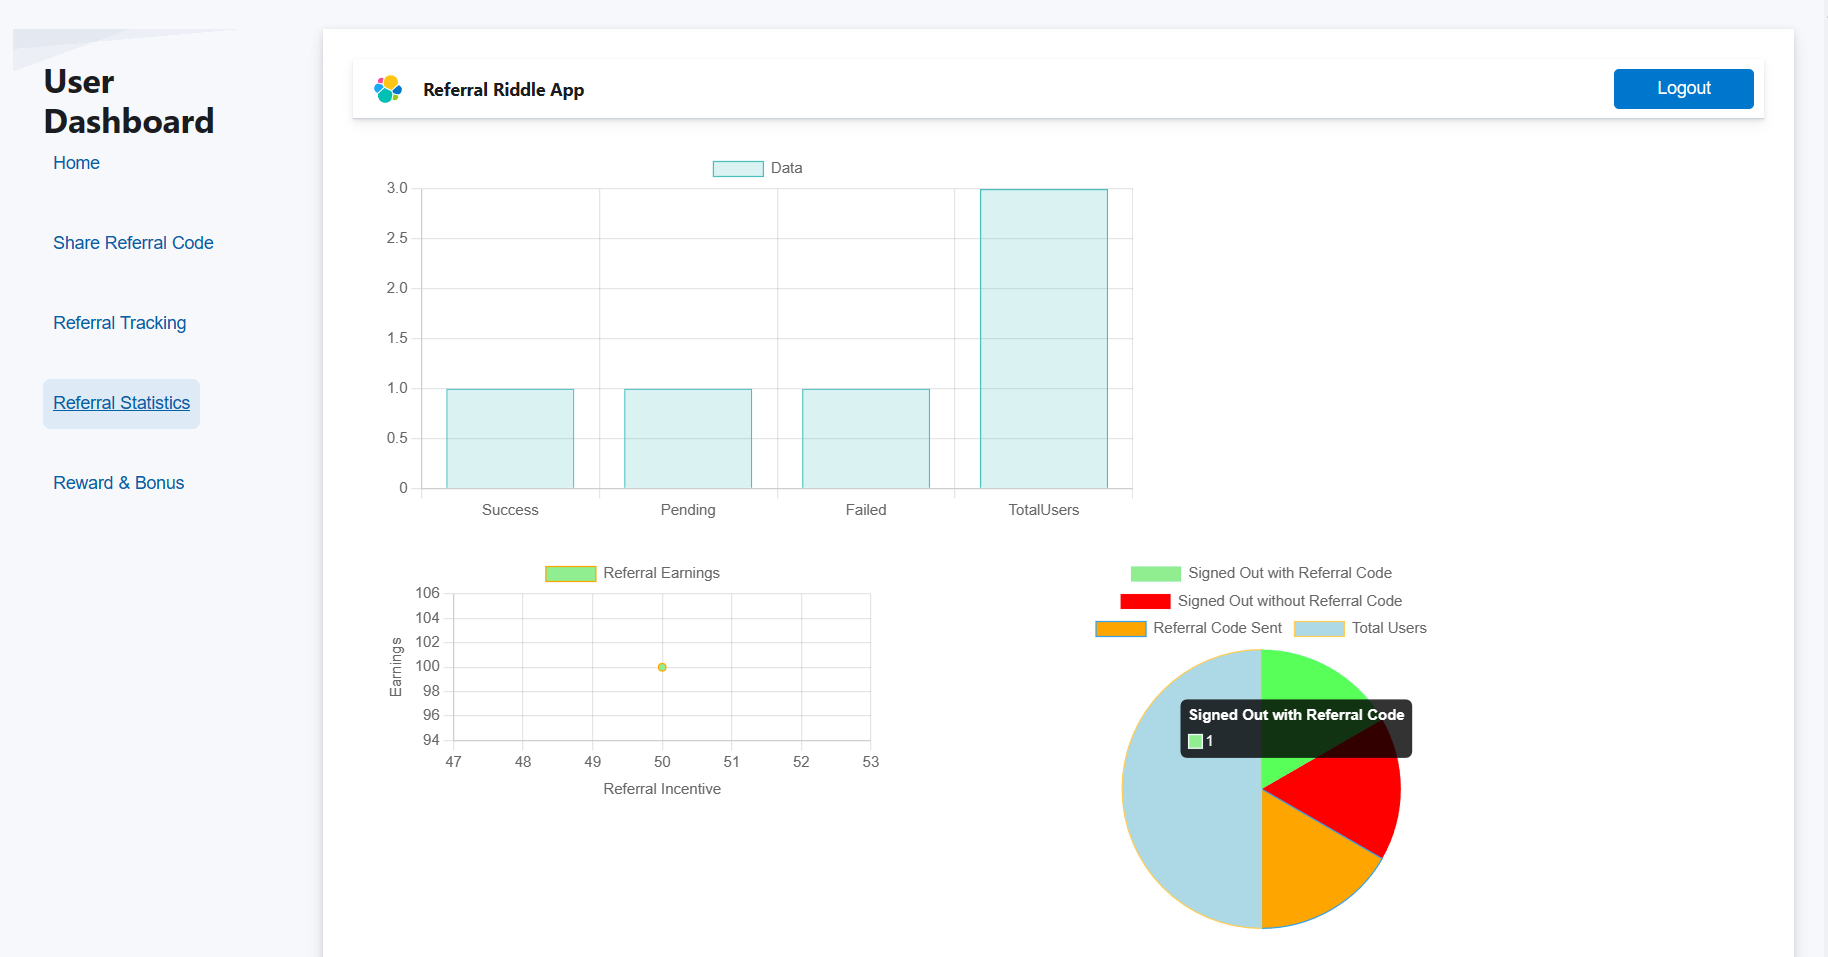 User
Dashboard
Home
Share Referral Code
Referral Tracking
Referral Statistics
Reward & Bonus
Referral Riddle App
Logout
Data
3.0
2.5
2.0
1.5
1.0
0.5
0
Success Pending Failed TotalUsers
Referral Earnings
106
104
102
100
98
96
94
Earnings
47 48 49 50 51 52 53
Referral Incentive
Signed Out with Referral Code
Signed Out without Referral Code
Referral Code Sent Total Users
Signed Out with Referral Code
1